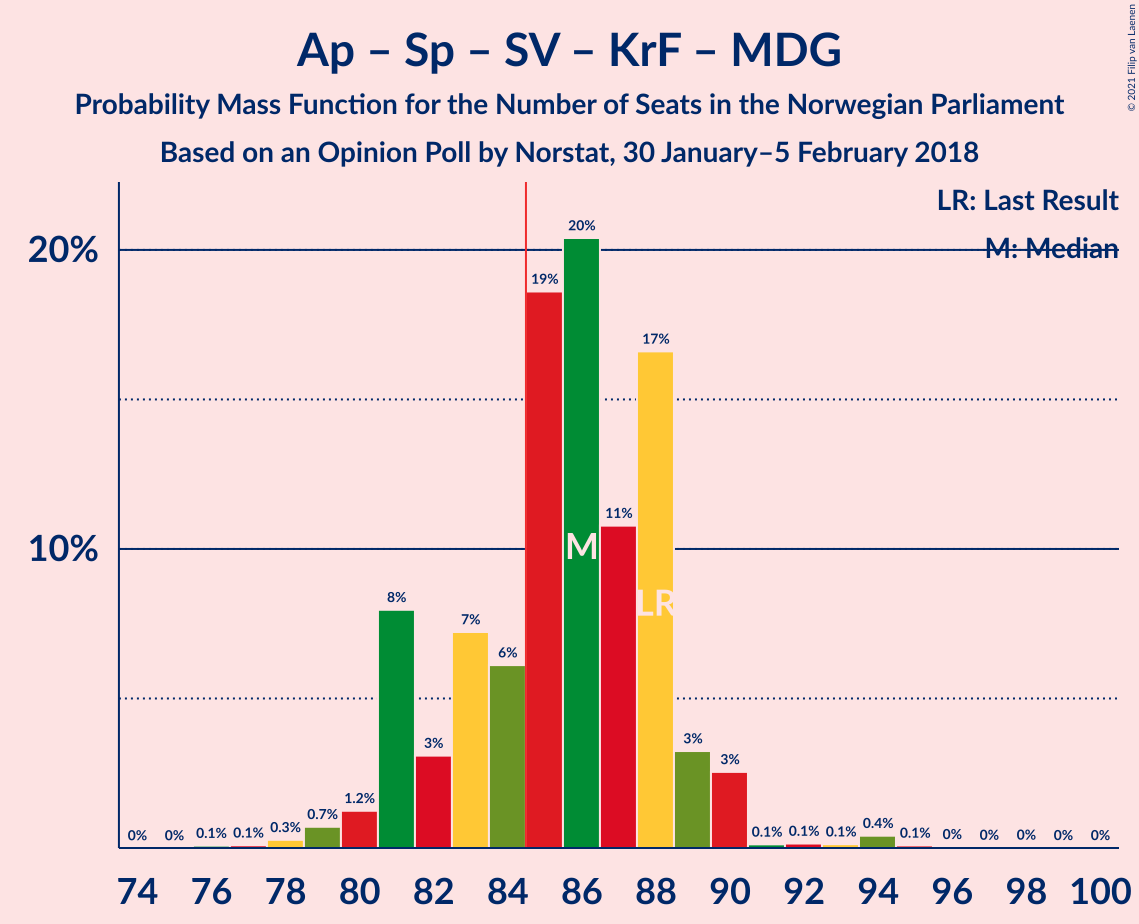 © 2021 Filip van Laenen
Ap – Sp – SV – KrF – MDG
Probability Mass Function for the Number of Seats in the Norwegian Parliament
Based on an Opinion Poll by Norstat, 30 January–5 February 2018
LR: Last Result
M: Median
20%
10%
0% 0% 0.1% 0.1% 0.3% 0.7% 1.2% 8% 3% 7% 6% 19% 20% 11% 17% 3% 3% 0.1% 0.1% 0.1% 0.4% 0.1% 0% 0% 0% 0% 0%
M
LR
74 76 78 80 82 84 86 88 90 92 94 96 98 100